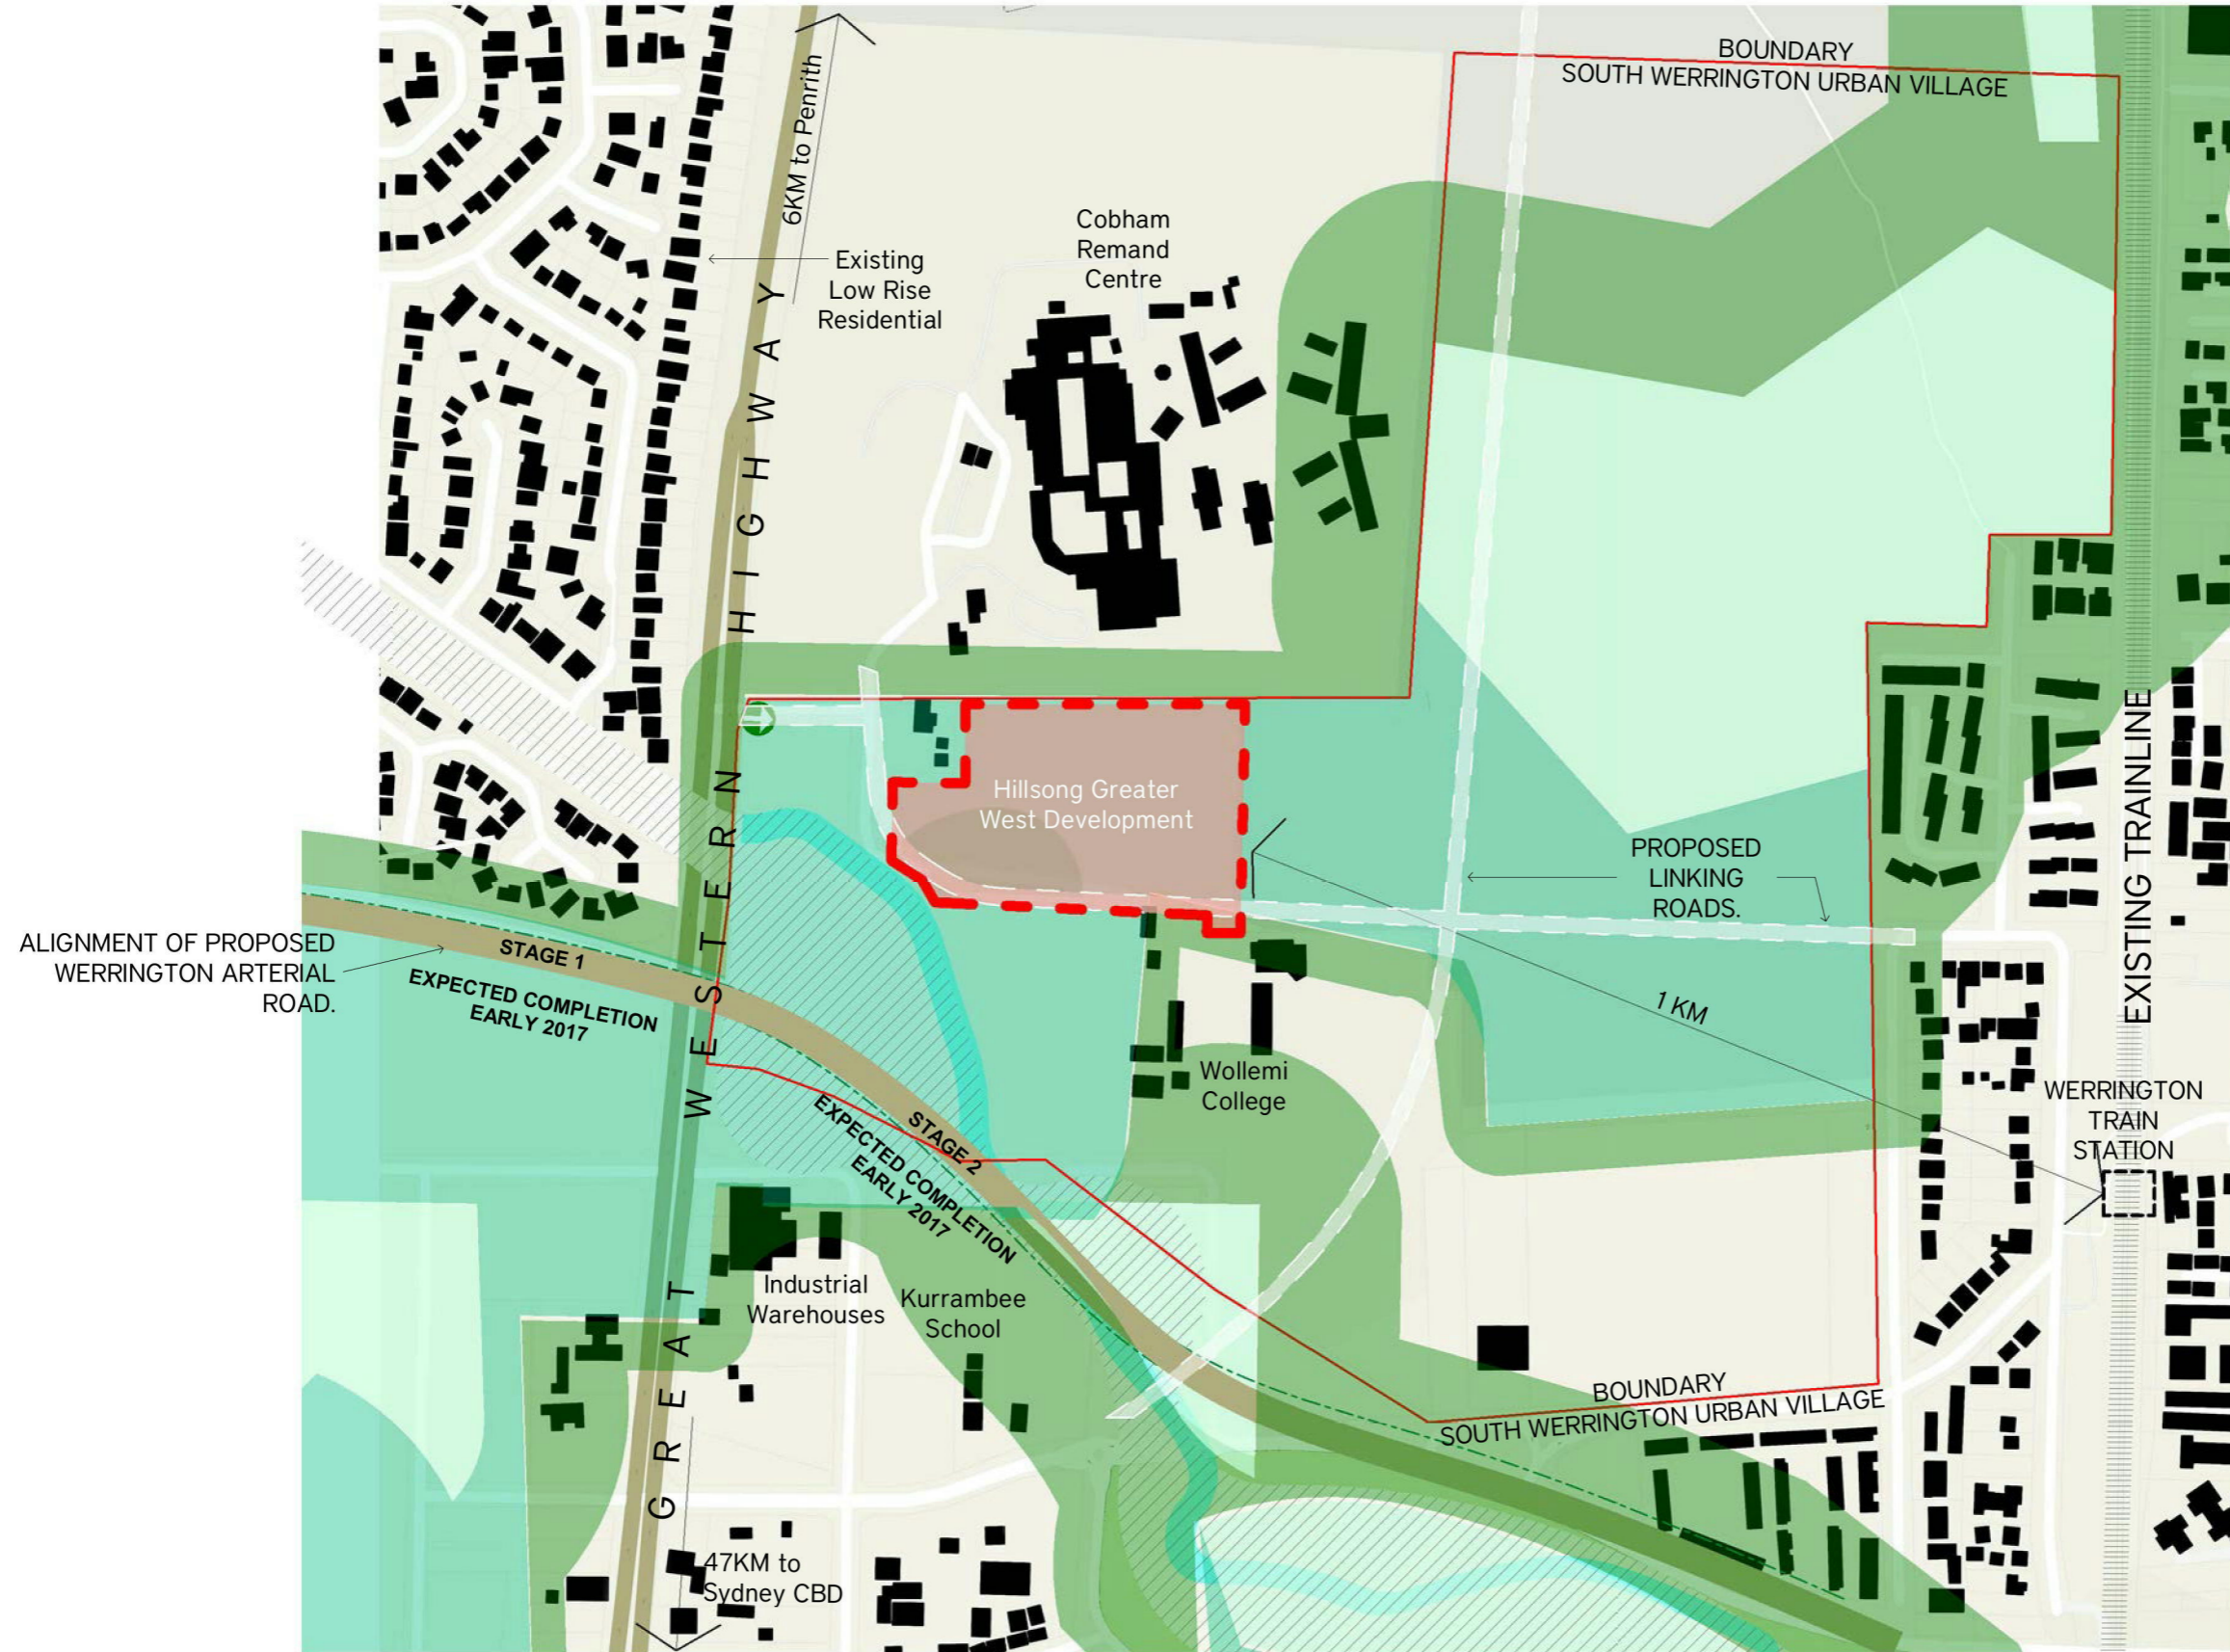 BOUNDARY
SOUTH WERRINGTON URBAN VILLAGE
6KM to Penrith
Cobham
Remand
Centre
Existing
Low Rise
Residential
GREAT WESTERN HIGHWAY
Hillsong Greater
West Development
PROPOSED
LINKING
ROADS.
EXISTING TRAINLINE
ALIGNMENT OF PROPOSED
WERRINGTON ARTERIAL
ROAD.
STAGE 1
EXPECTED COMPLETION
EARLY 2017
1 KM
Wollemi
College
WERRINGTON
TRAIN
STATION
STAGE 2
EXPECTED COMPLETION
EARLY 2017
Industrial
Warehouses
Kurrambee
School
BOUNDARY
SOUTH WERRINGTON URBAN VILLAGE
47KM to
Sydney CBD